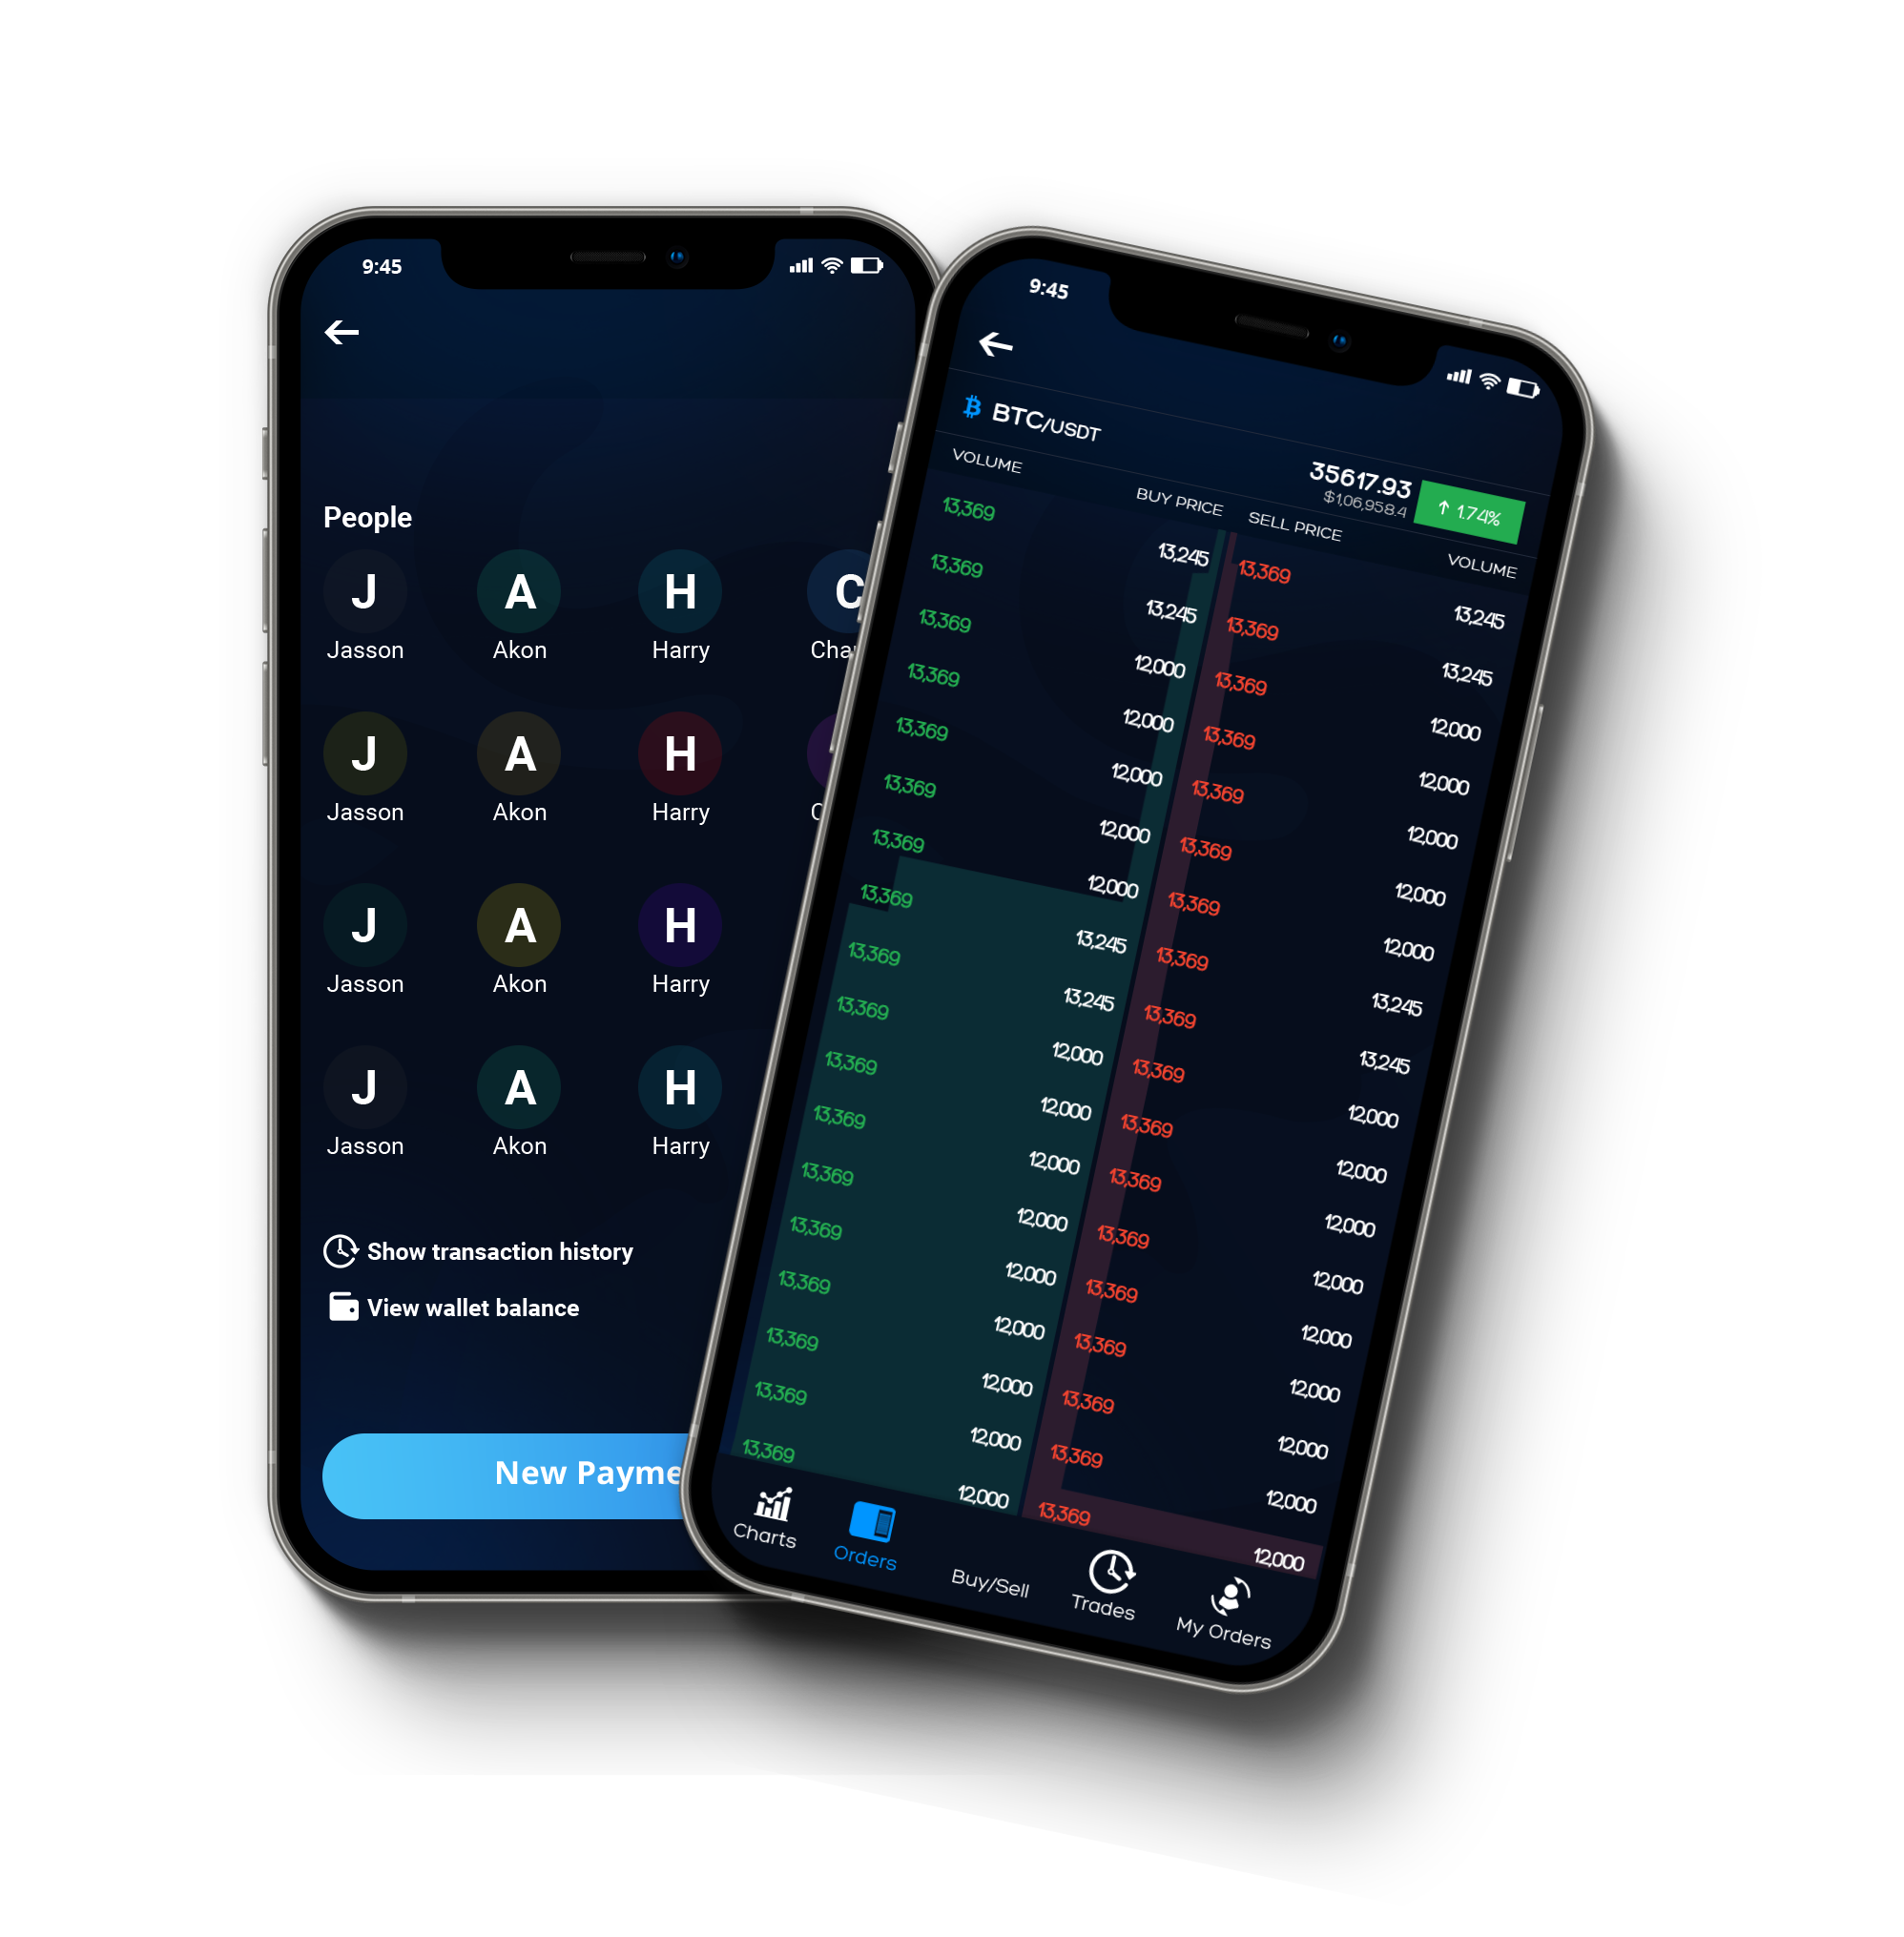 9:45
People
J A H C
Jasson Akon Harry Cha
J A H
Jasson Akon Harry C
J A H
Jasson Akon Harry
J A H
Jasson Akon Harry
Show transaction history
View wallet balance
New Payme
9:45
BTC/USDT
35617.93
$1,06,958.4
↑ 1.74%
VOLUME BUY PRICE SELL PRICE VOLUME
13,369 13,245 13,369 13,245
13,369 13,245 13,369 13,245
13,369 12,000 13,369 12,000
13,369 12,000 13,369 12,000
13,369 12,000 13,369 12,000
13,369 12,000 13,369 12,000
13,369 12,000 13,369 12,000
13,369 13,245 13,369 13,245
13,369 13,245 13,369 13,245
13,369 12,000 13,369 12,000
13,369 12,000 13,369 12,000
13,369 12,000 13,369 12,000
13,369 12,000 13,369 12,000
13,369 12,000 13,369 12,000
13,369 12,000 13,369 12,000
13,369 12,000 13,369 12,000
13,369 12,000 13,369 12,000
13,369 12,000 13,369 12,000
Charts Orders Buy/Sell Trades My Orders